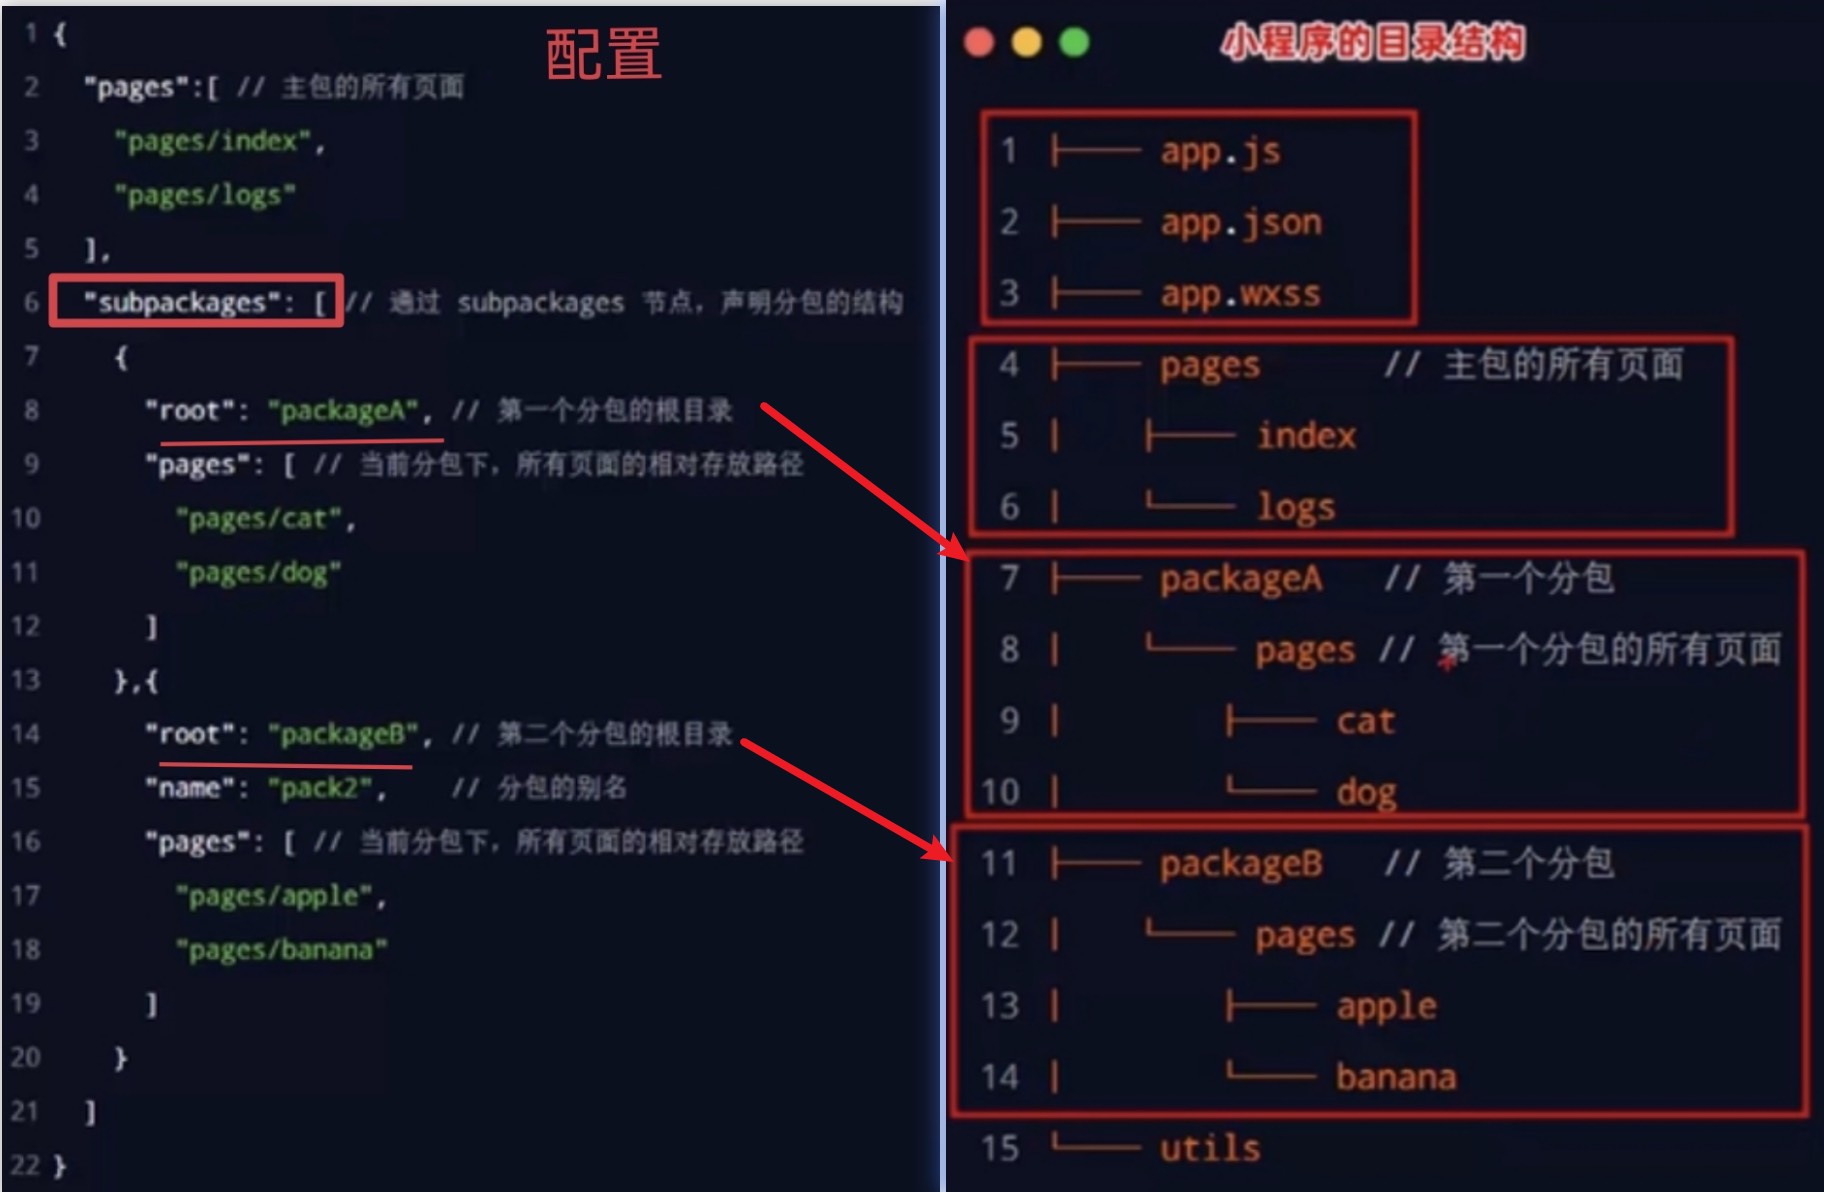 配置
1 {
2 "pages":[ // 主包的所有页面
3 "pages/index",
4 "pages/logs"
5 ],
6 "subpackages": [ // 通过 subpackages 节点，声明分包的结构
7 {
8 "root": "packageA", // 第一个分包的根目录
9 "pages": [ // 当前分包下，所有页面的相对存放路径
10 "pages/cat",
11 "pages/dog"
12 ]
13 },{
14 "root": "packageB", // 第二个分包的根目录
15 "name": "pack2", // 分包的别名
16 "pages": [ // 当前分包下，所有页面的相对存放路径
17 "pages/apple",
18 "pages/banana"
19 ]
20 }
21 ]
22 }
小程序的目录结构
1 ├── app.js
2 ├── app.json
3 ├── app.wxss
4 ├── pages // 主包的所有页面
5 │ ├── index
6 │ └── logs
7 ├── packageA // 第一个分包
8 │ └── pages // 第一个分包的所有页面
9 │ ├── cat
10 │ └── dog
11 ├── packageB // 第二个分包
12 │ └── pages // 第二个分包的所有页面
13 │ ├── apple
14 │ └── banana
15 └── utils